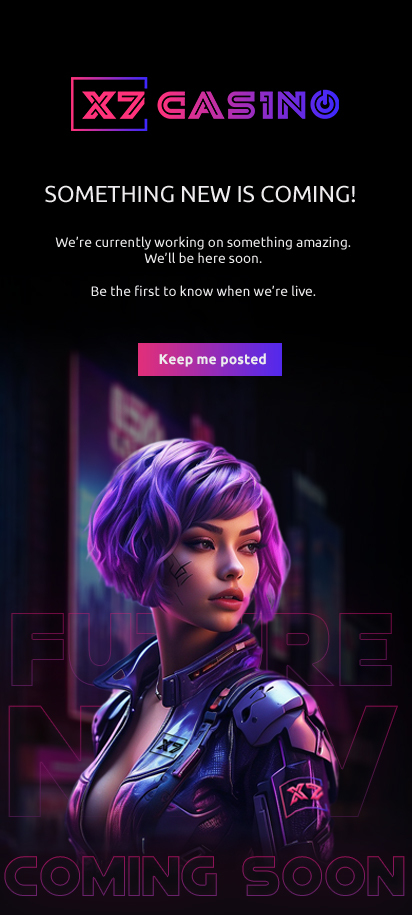 X7 CASINO
SOMETHING NEW IS COMING!
We’re currently working on something amazing.
We’ll be here soon.
Be the first to know when we’re live.
Keep me posted
FUTURE
X7
X7
COMING SOON